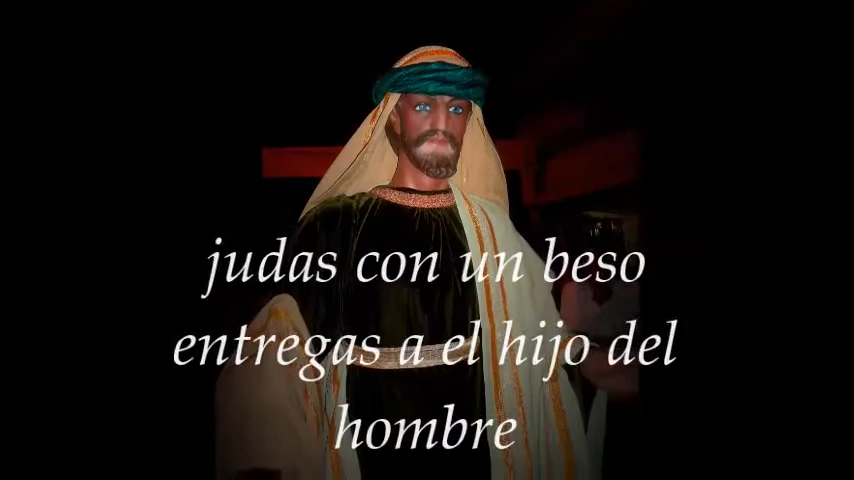 judas con un beso
entregas a el hijo del
hombre